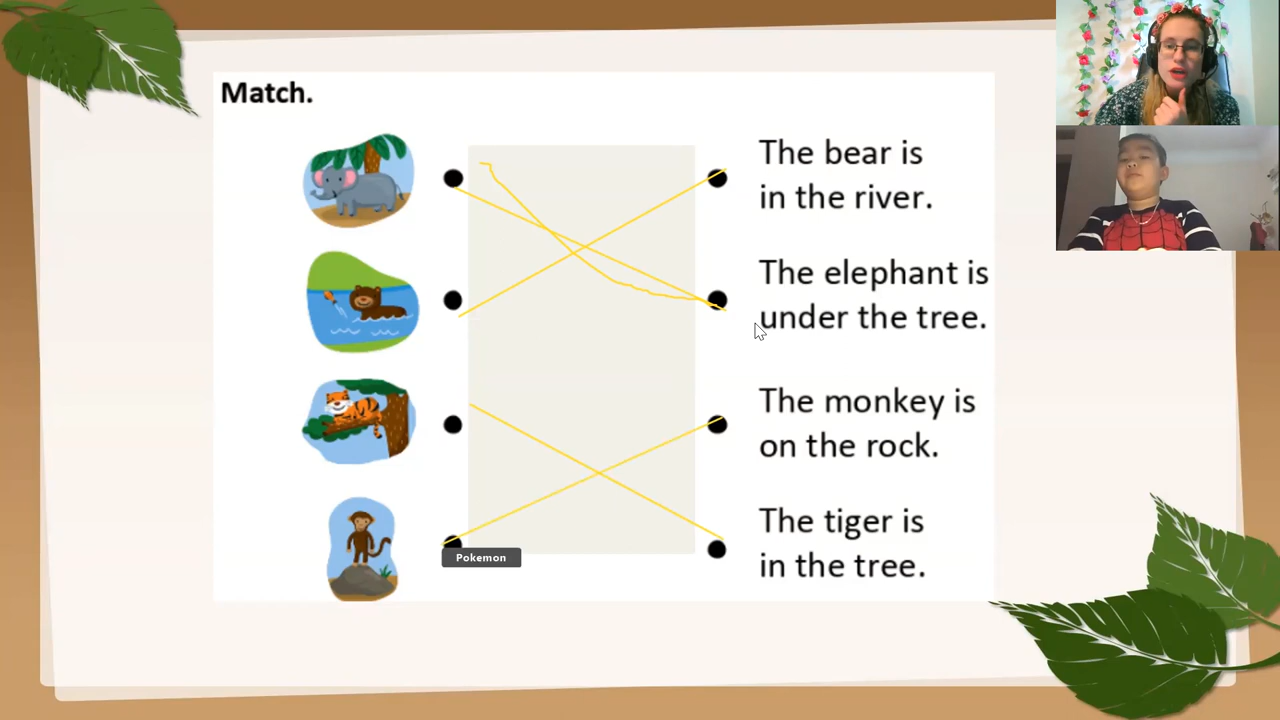 Match.
The bear is
in the river.
The elephant is
under the tree.
The monkey is
on the rock.
The tiger is
in the tree.
Pokemon